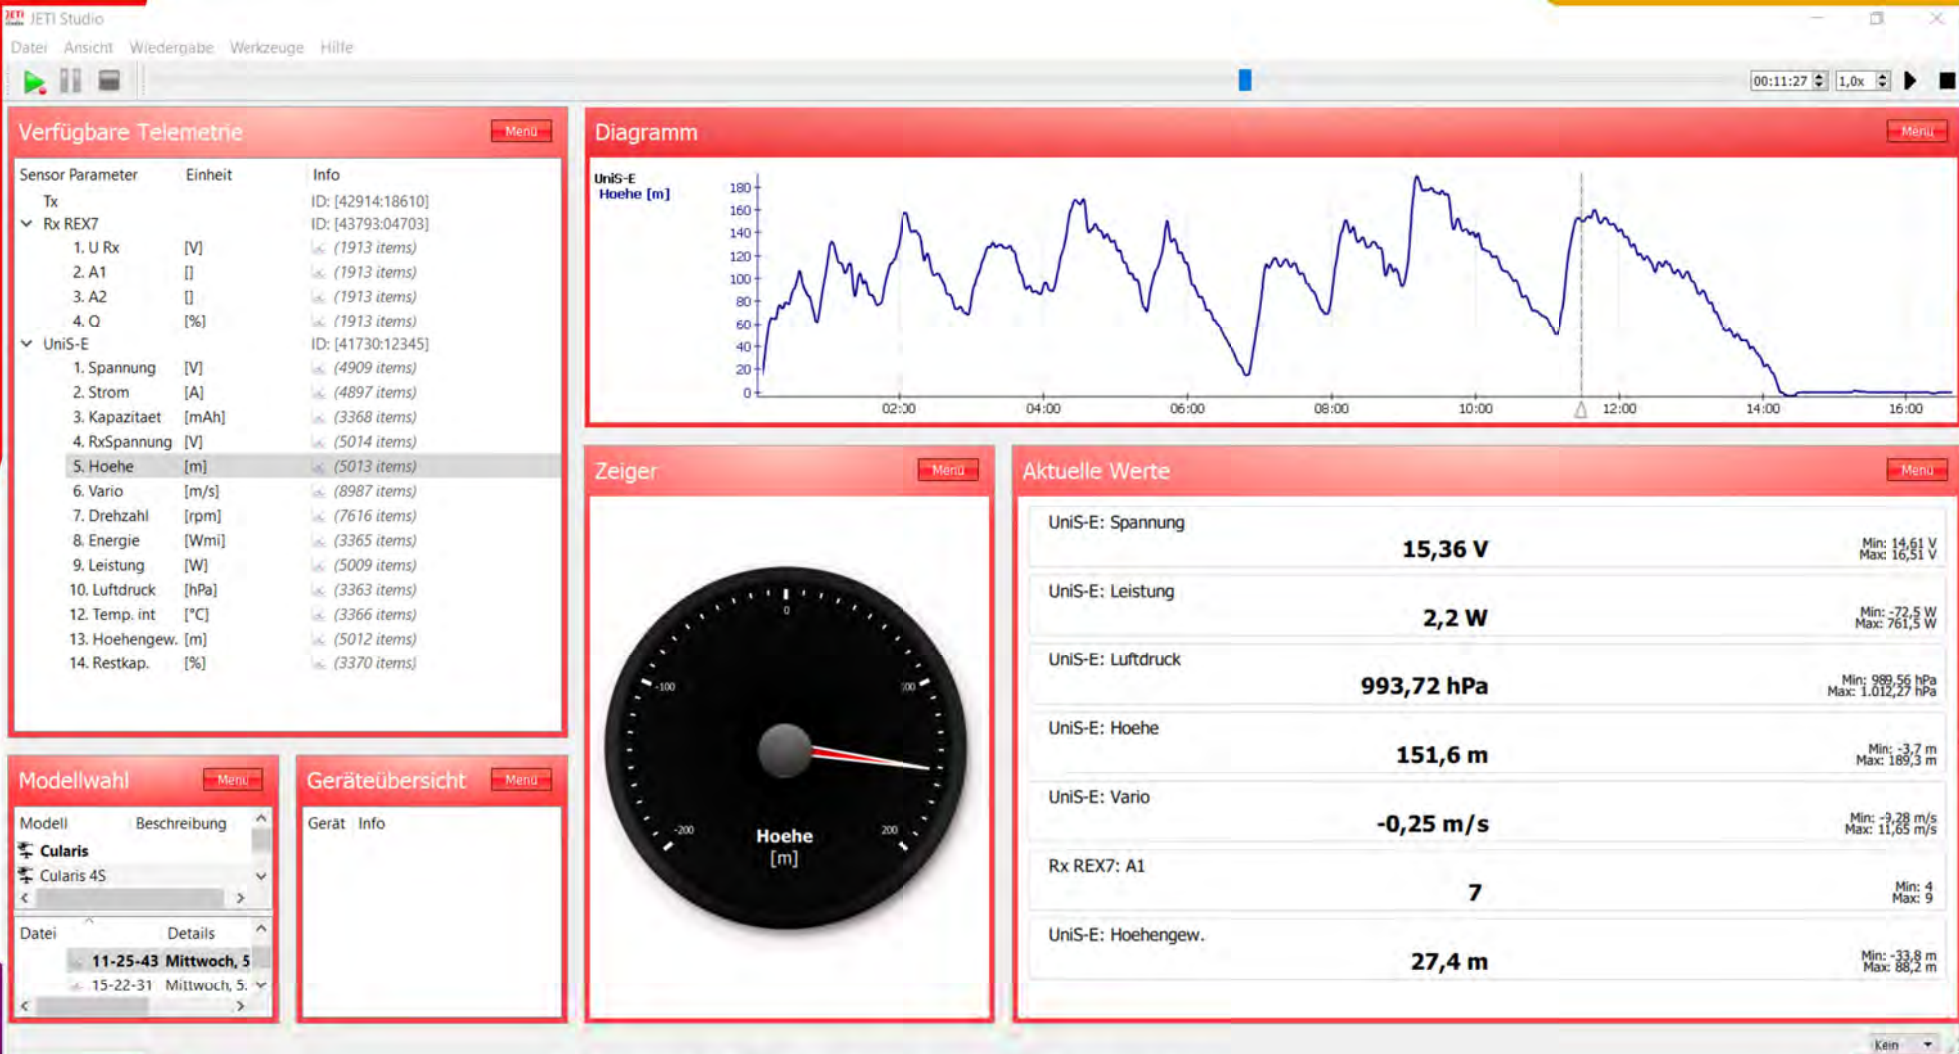 JETI Studio
Datei Ansicht Wiedergabe Werkzeuge Hilfe
00:11:27 1,0x
Verfügbare Telemetrie Menü
Sensor Parameter Einheit Info
Tx ID: [42914:18610]
Rx REX7 ID: [43793:04703]
1. U Rx [V] (1913 items)
2. A1 [] (1913 items)
3. A2 [] (1913 items)
4. Q [%] (1913 items)
UniS-E ID: [41730:12345]
1. Spannung [V] (4909 items)
2. Strom [A] (4897 items)
3. Kapazitaet [mAh] (3368 items)
4. RxSpannung [V] (5014 items)
5. Hoehe [m] (5013 items)
6. Vario [m/s] (8987 items)
7. Drehzahl [rpm] (7616 items)
8. Energie [Wmi] (3365 items)
9. Leistung [W] (5009 items)
10. Luftdruck [hPa] (3363 items)
12. Temp. int [°C] (3366 items)
13. Hoehengew. [m] (5012 items)
14. Restkap. [%] (3370 items)
Diagramm Menü
UniS-E
Hoehe [m]
180
160
140
120
100
80
60
40
20
0
02:00 04:00 06:00 08:00 10:00 12:00 14:00 16:00
Modellwahl Menü
Modell Beschreibung
Cularis
Cularis 4S
Datei Details
11-25-43 Mittwoch, 5
15-22-31 Mittwoch, 5.
Geräteübersicht Menü
Gerät Info
Zeiger Menü
0
-100 100
-200 200
Hoehe
[m]
Aktuelle Werte Menü
UniS-E: Spannung
15,36 V
Min: 14,61 V
Max: 16,51 V
UniS-E: Leistung
2,2 W
Min: -72,5 W
Max: 761,5 W
UniS-E: Luftdruck
993,72 hPa
Min: 989,56 hPa
Max: 1.012,27 hPa
UniS-E: Hoehe
151,6 m
Min: -3,7 m
Max: 189,3 m
UniS-E: Vario
-0,25 m/s
Min: -9,28 m/s
Max: 11,65 m/s
Rx REX7: A1
7
Min: 4
Max: 9
UniS-E: Hoehengew.
27,4 m
Min: -33,8 m
Max: 88,2 m
Kein